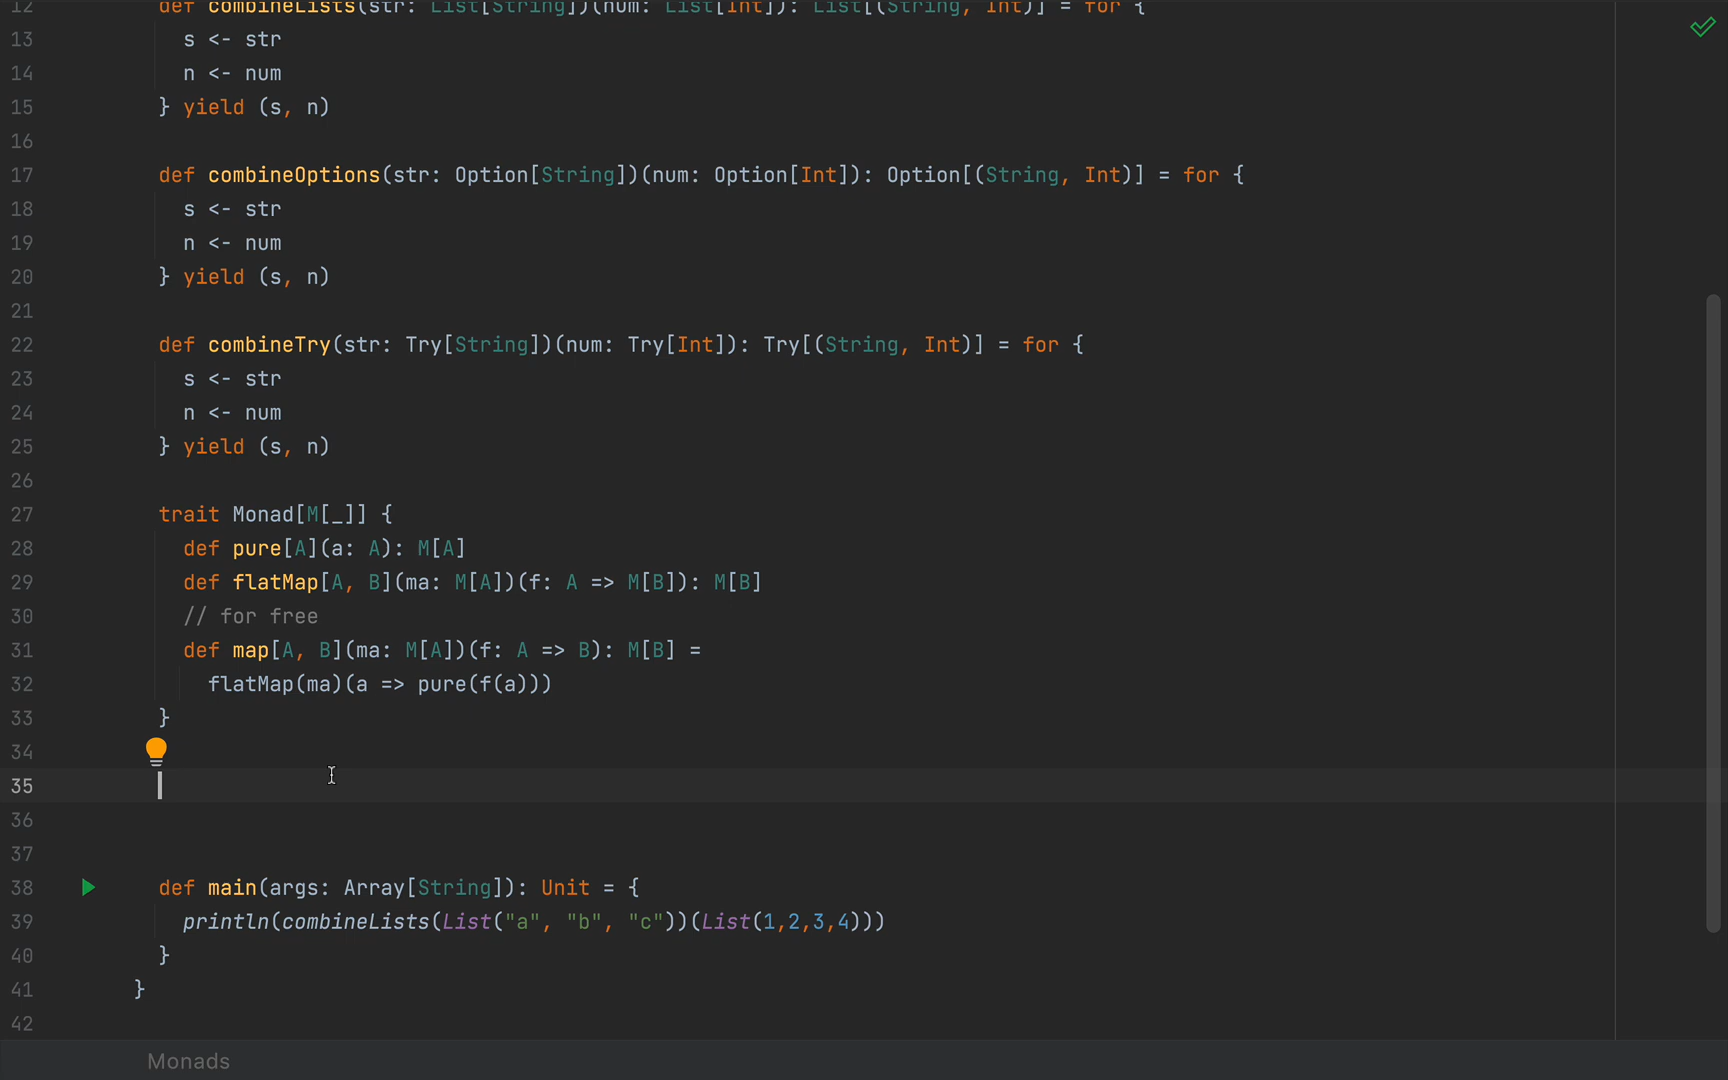 12 def combineLists(str: List[String])(num: List[Int]): List[(String, Int)] = for {
13 s <- str
14 n <- num
15 } yield (s, n)
16
17 def combineOptions(str: Option[String])(num: Option[Int]): Option[(String, Int)] = for {
18 s <- str
19 n <- num
20 } yield (s, n)
21
22 def combineTry(str: Try[String])(num: Try[Int]): Try[(String, Int)] = for {
23 s <- str
24 n <- num
25 } yield (s, n)
26
27 trait Monad[M[_]] {
28 def pure[A](a: A): M[A]
29 def flatMap[A, B](ma: M[A])(f: A => M[B]): M[B]
30 // for free
31 def map[A, B](ma: M[A])(f: A => B): M[B] =
32 flatMap(ma)(a => pure(f(a)))
33 }
34
35
36
37
38 def main(args: Array[String]): Unit = {
39 println(combineLists(List("a", "b", "c"))(List(1,2,3,4)))
40 }
41 }
42
Monads